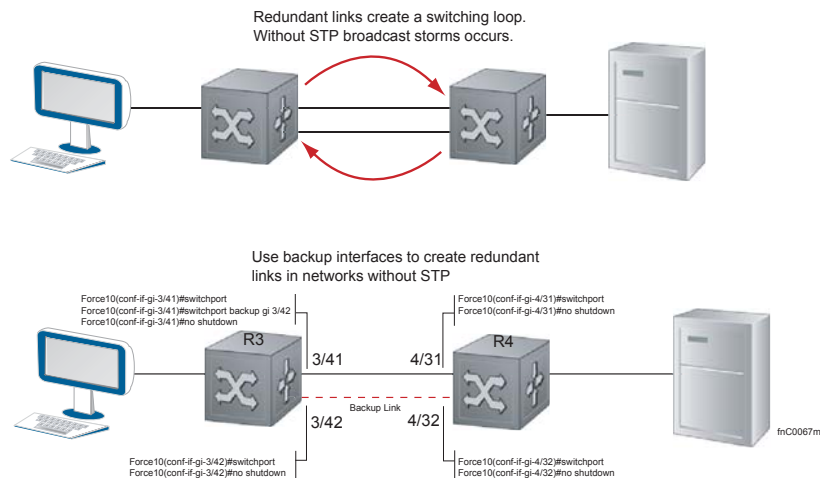 Redundant links create a switching loop.
Without STP broadcast storms occurs.
Use backup interfaces to create redundant
links in networks without STP
Force10(conf-if-gi-3/41)#switchport
Force10(conf-if-gi-3/41)#switchport backup gi 3/42
Force10(conf-if-gi-3/41)#no shutdown
Force10(conf-if-gi-4/31)#switchport
Force10(conf-if-gi-4/31)#no shutdown
R3
R4
3/41
4/31
Backup Link
3/42
4/32
fnC0067m
Force10(conf-if-gi-3/42)#switchport
Force10(conf-if-gi-3/42)#no shutdown
Force10(conf-if-gi-4/32)#switchport
Force10(conf-if-gi-4/32)#no shutdown